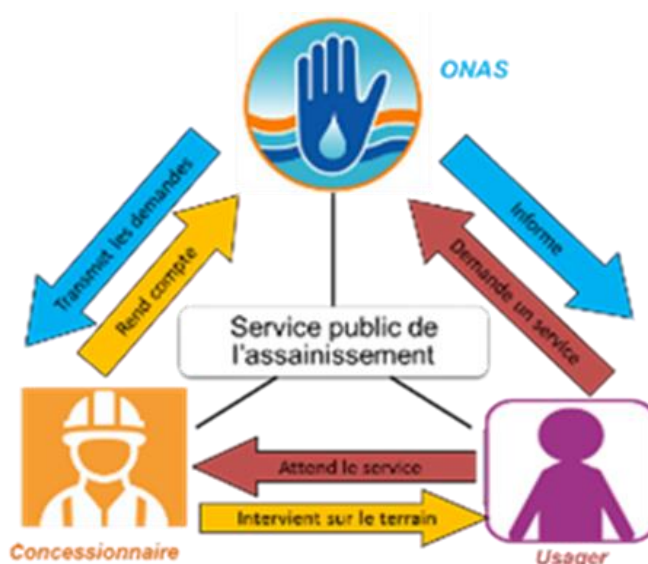 ONAS
Transmit les demandes
Rend compte
Informe
Demande un service
Service public de
l'assainissement
Attend le service
Intervient sur le terrain
Concessionnaire
Usager